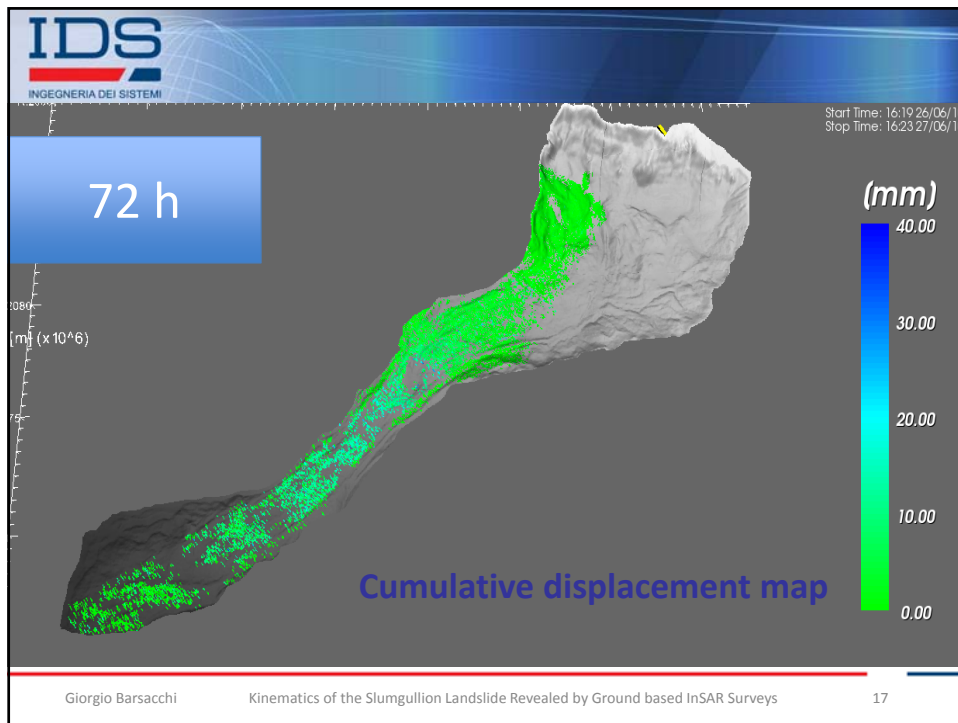 IDS
INGEGNERIA DEI SISTEMI
Start Time: 16:19 26/06/1
Stop Time: 16:23 27/06/1
72 h
(mm)
40.00
2080
[m] (x10^6)
30.00
20.00
10.00
Cumulative displacement map
0.00
Giorgio Barsacchi Kinematics of the Slumgullion Landslide Revealed by Ground based InSAR Surveys 17